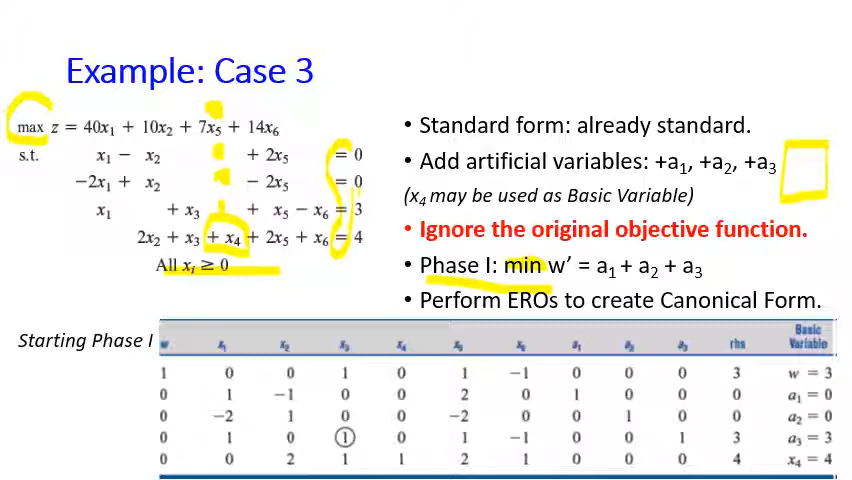 Example: Case 3
max z = 40x₁ + 10x₂ + 7x₅ + 14x₆
s.t. x₁ − x₂ + 2x₅ = 0
−2x₁ + x₂ − 2x₅ = 0
x₁ + x₃ + x₅ − x₆ = 3
2x₂ + x₃ + x₄ + 2x₅ + x₆ = 4
All xᵢ ≥ 0
• Standard form: already standard.
• Add artificial variables: +a₁, +a₂, +a₃
(x₄ may be used as Basic Variable)
• Ignore the original objective function.
• Phase I: min w’ = a₁ + a₂ + a₃
• Perform EROs to create Canonical Form.
Starting Phase I
w x₁ x₂ x₃ x₄ x₅ x₆ a₁ a₂ a₃ rhs Basic Variable
1 0 0 1 0 1 −1 0 0 0 3 w = 3
0 1 −1 0 0 2 0 1 0 0 0 a₁ = 0
0 −2 1 0 0 −2 0 0 1 0 0 a₂ = 0
0 1 0 1 0 1 −1 0 0 1 3 a₃ = 3
0 0 2 1 1 2 1 0 0 0 4 x₄ = 4